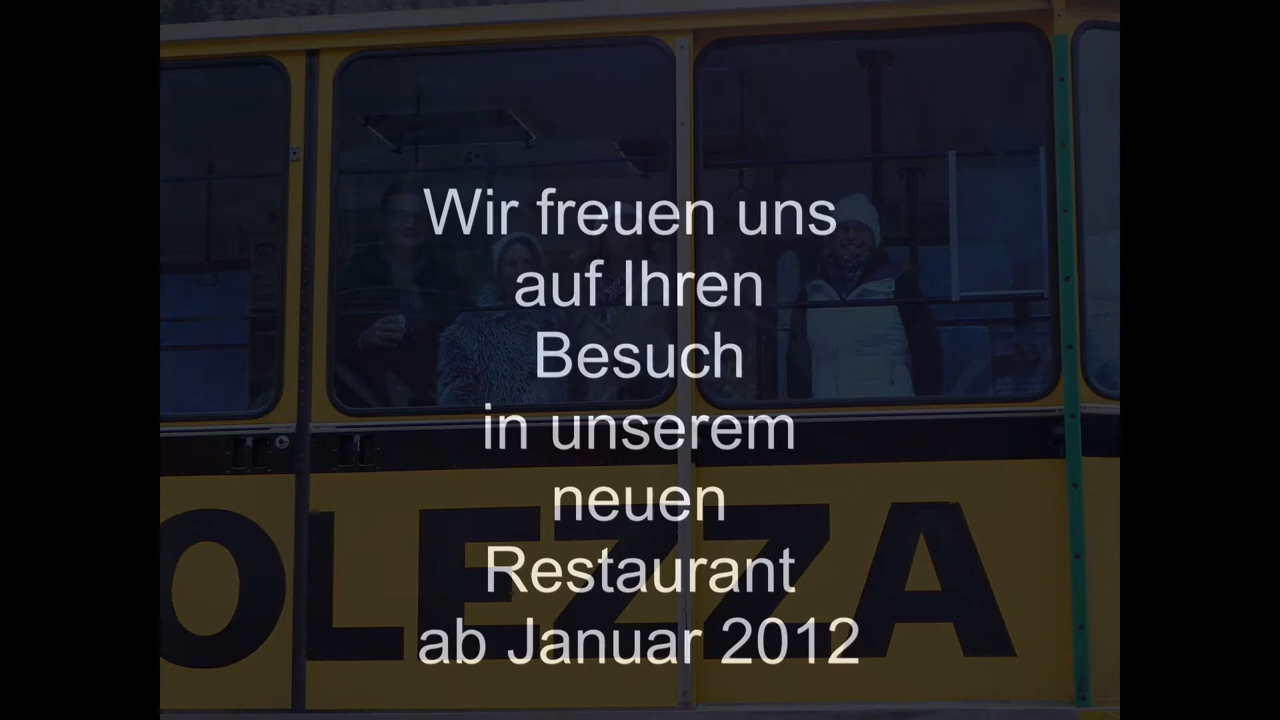 Wir freuen uns
auf Ihren
Besuch
in unserem
neuen
Restaurant
ab Januar 2012
OLEZZA